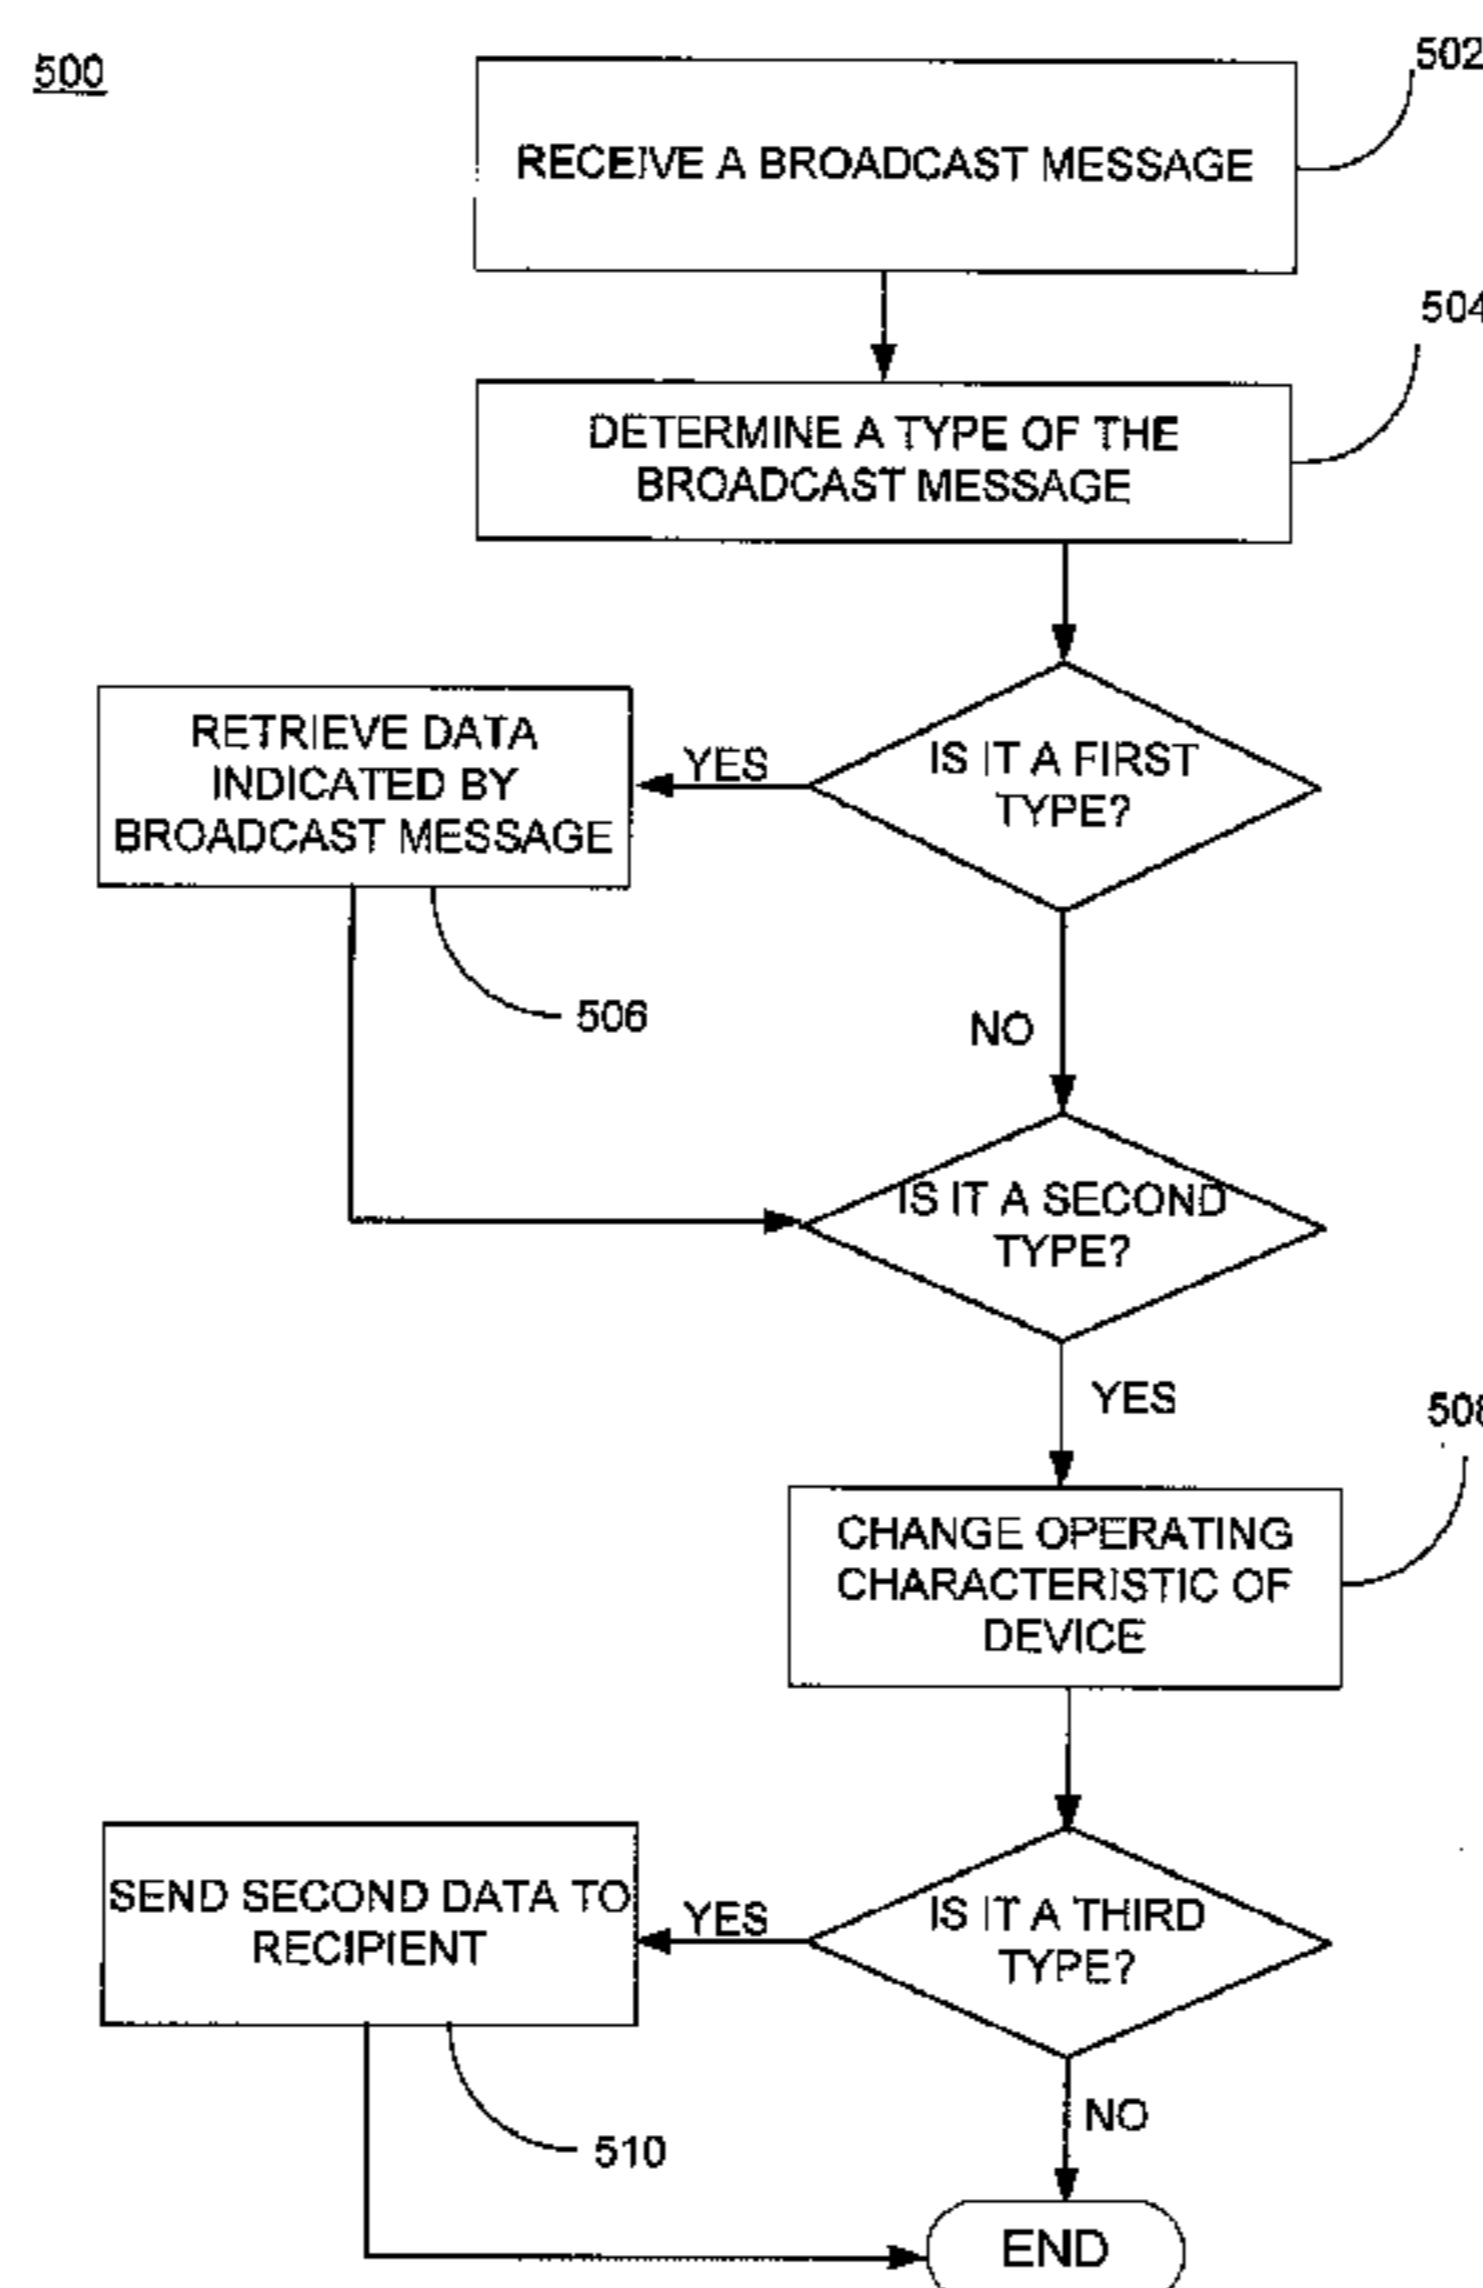 500
502
RECEIVE A BROADCAST MESSAGE
504
DETERMINE A TYPE OF THE
BROADCAST MESSAGE
RETRIEVE DATA
INDICATED BY
BROADCAST MESSAGE
YES
IS IT A FIRST
TYPE?
506
NO
IS IT A SECOND
TYPE?
YES
508
CHANGE OPERATING
CHARACTERISTIC OF
DEVICE
SEND SECOND DATA TO
RECIPIENT
YES
IS IT A THIRD
TYPE?
NO
510
END